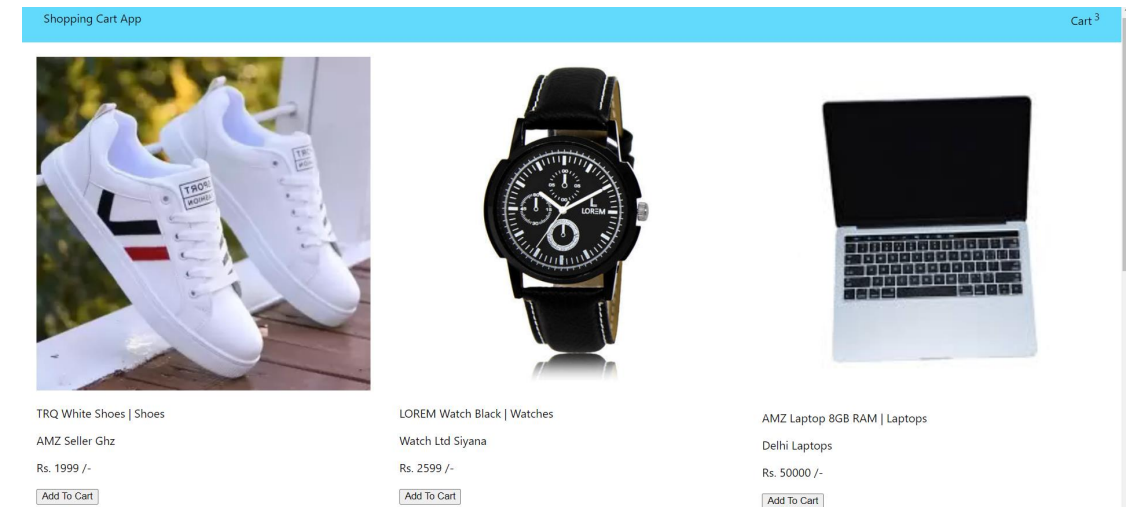 Shopping Cart App
Cart 3
LOREM
TRQ White Shoes | Shoes
AMZ Seller Ghz
Rs. 1999 /-
Add To Cart
LOREM Watch Black | Watches
Watch Ltd Siyana
Rs. 2599 /-
Add To Cart
AMZ Laptop 8GB RAM | Laptops
Delhi Laptops
Rs. 50000 /-
Add To Cart